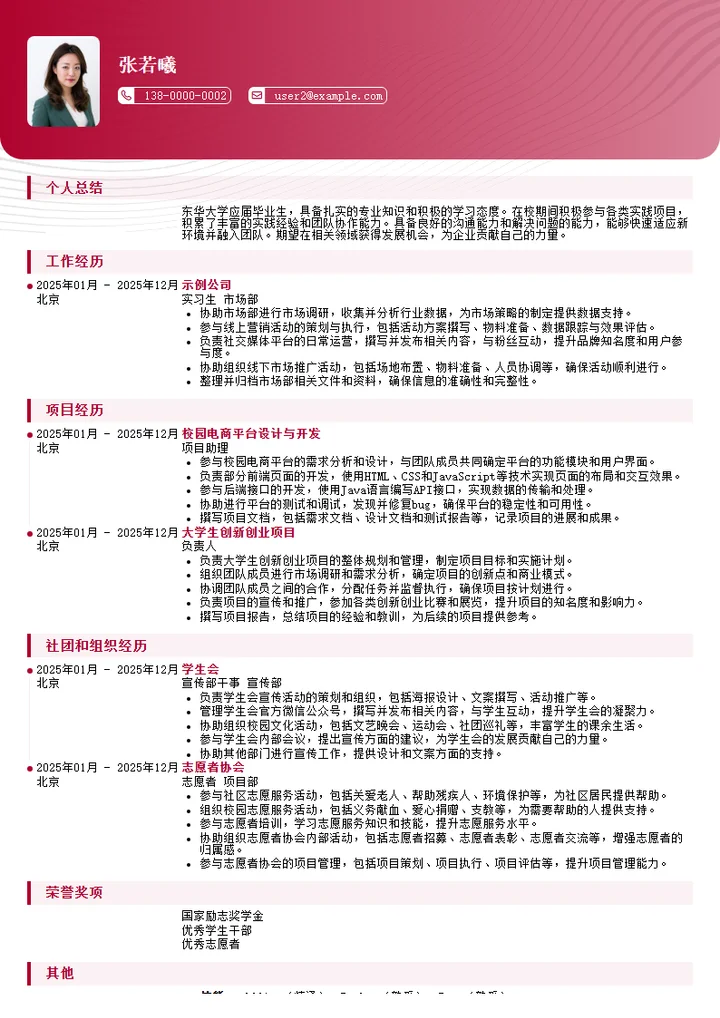 张若曦
138-0000-0002 user2@example.com
个人总结
东华大学应届毕业生，具备扎实的专业知识和积极的学习态度。在校期间积极参与各类实践项目，
积累了丰富的实践经验和团队协作能力。具备良好的沟通能力和解决问题的能力，能够快速适应新
环境并融入团队。期望在相关领域获得发展机会，为企业贡献自己的力量。
工作经历
2025年01月 - 2025年12月 示例公司
北京 实习生 市场部
• 协助市场部进行市场调研，收集并分析行业数据，为市场策略的制定提供数据支持。
• 参与线上营销活动的策划与执行，包括活动方案撰写、物料准备、数据跟踪与效果评估。
• 负责社交媒体平台的日常运营，撰写并发布相关内容，与粉丝互动，提升品牌知名度和用户参
与度。
• 协助组织线下市场推广活动，包括场地布置、物料准备、人员协调等，确保活动顺利进行。
• 整理并归档市场部相关文件和资料，确保信息的准确性和完整性。
项目经历
2025年01月 - 2025年12月 校园电商平台设计与开发
北京 项目助理
• 参与校园电商平台的需求分析和设计，与团队成员共同确定平台的功能模块和用户界面。
• 负责部分前端页面的开发，使用HTML、CSS和JavaScript等技术实现页面的布局和交互效果。
• 参与后端接口的开发，使用Java语言编写API接口，实现数据的传输和处理。
• 协助进行平台的测试和调试，发现并修复bug，确保平台的稳定性和可用性。
• 撰写项目文档，包括需求文档、设计文档和测试报告等，记录项目的进展和成果。
2025年01月 - 2025年12月 大学生创新创业项目
北京 负责人
• 负责大学生创新创业项目的整体规划和管理，制定项目目标和实施计划。
• 组织团队成员进行市场调研和需求分析，确定项目的创新点和商业模式。
• 协调团队成员之间的合作，分配任务并监督执行，确保项目按计划进行。
• 负责项目的宣传和推广，参加各类创新创业比赛和展览，提升项目的知名度和影响力。
• 撰写项目报告，总结项目的经验和教训，为后续的项目提供参考。
社团和组织经历
2025年01月 - 2025年12月 学生会
北京 宣传部干事 宣传部
• 负责学生会宣传活动的策划和组织，包括海报设计、文案撰写、活动推广等。
• 管理学生会官方微信公众号，撰写并发布相关内容，与学生互动，提升学生会的凝聚力。
• 协助组织校园文化活动，包括文艺晚会、运动会、社团巡礼等，丰富学生的课余生活。
• 参与学生会内部会议，提出宣传方面的建议，为学生会的发展贡献自己的力量。
• 协助其他部门进行宣传工作，提供设计和文案方面的支持。
2025年01月 - 2025年12月 志愿者协会
北京 志愿者 项目部
• 参与社区志愿服务活动，包括关爱老人、帮助残疾人、环境保护等，为社区居民提供帮助。
• 组织校园志愿服务活动，包括义务献血、爱心捐赠、支教等，为需要帮助的人提供支持。
• 参与志愿者培训，学习志愿服务知识和技能，提升志愿服务水平。
• 协助组织志愿者协会内部活动，包括志愿者招募、志愿者表彰、志愿者交流等，增强志愿者的
归属感。
• 参与志愿者协会的项目管理，包括项目策划、项目执行、项目评估等，提升项目管理能力。
荣誉奖项
国家励志奖学金
优秀学生干部
优秀志愿者
其他